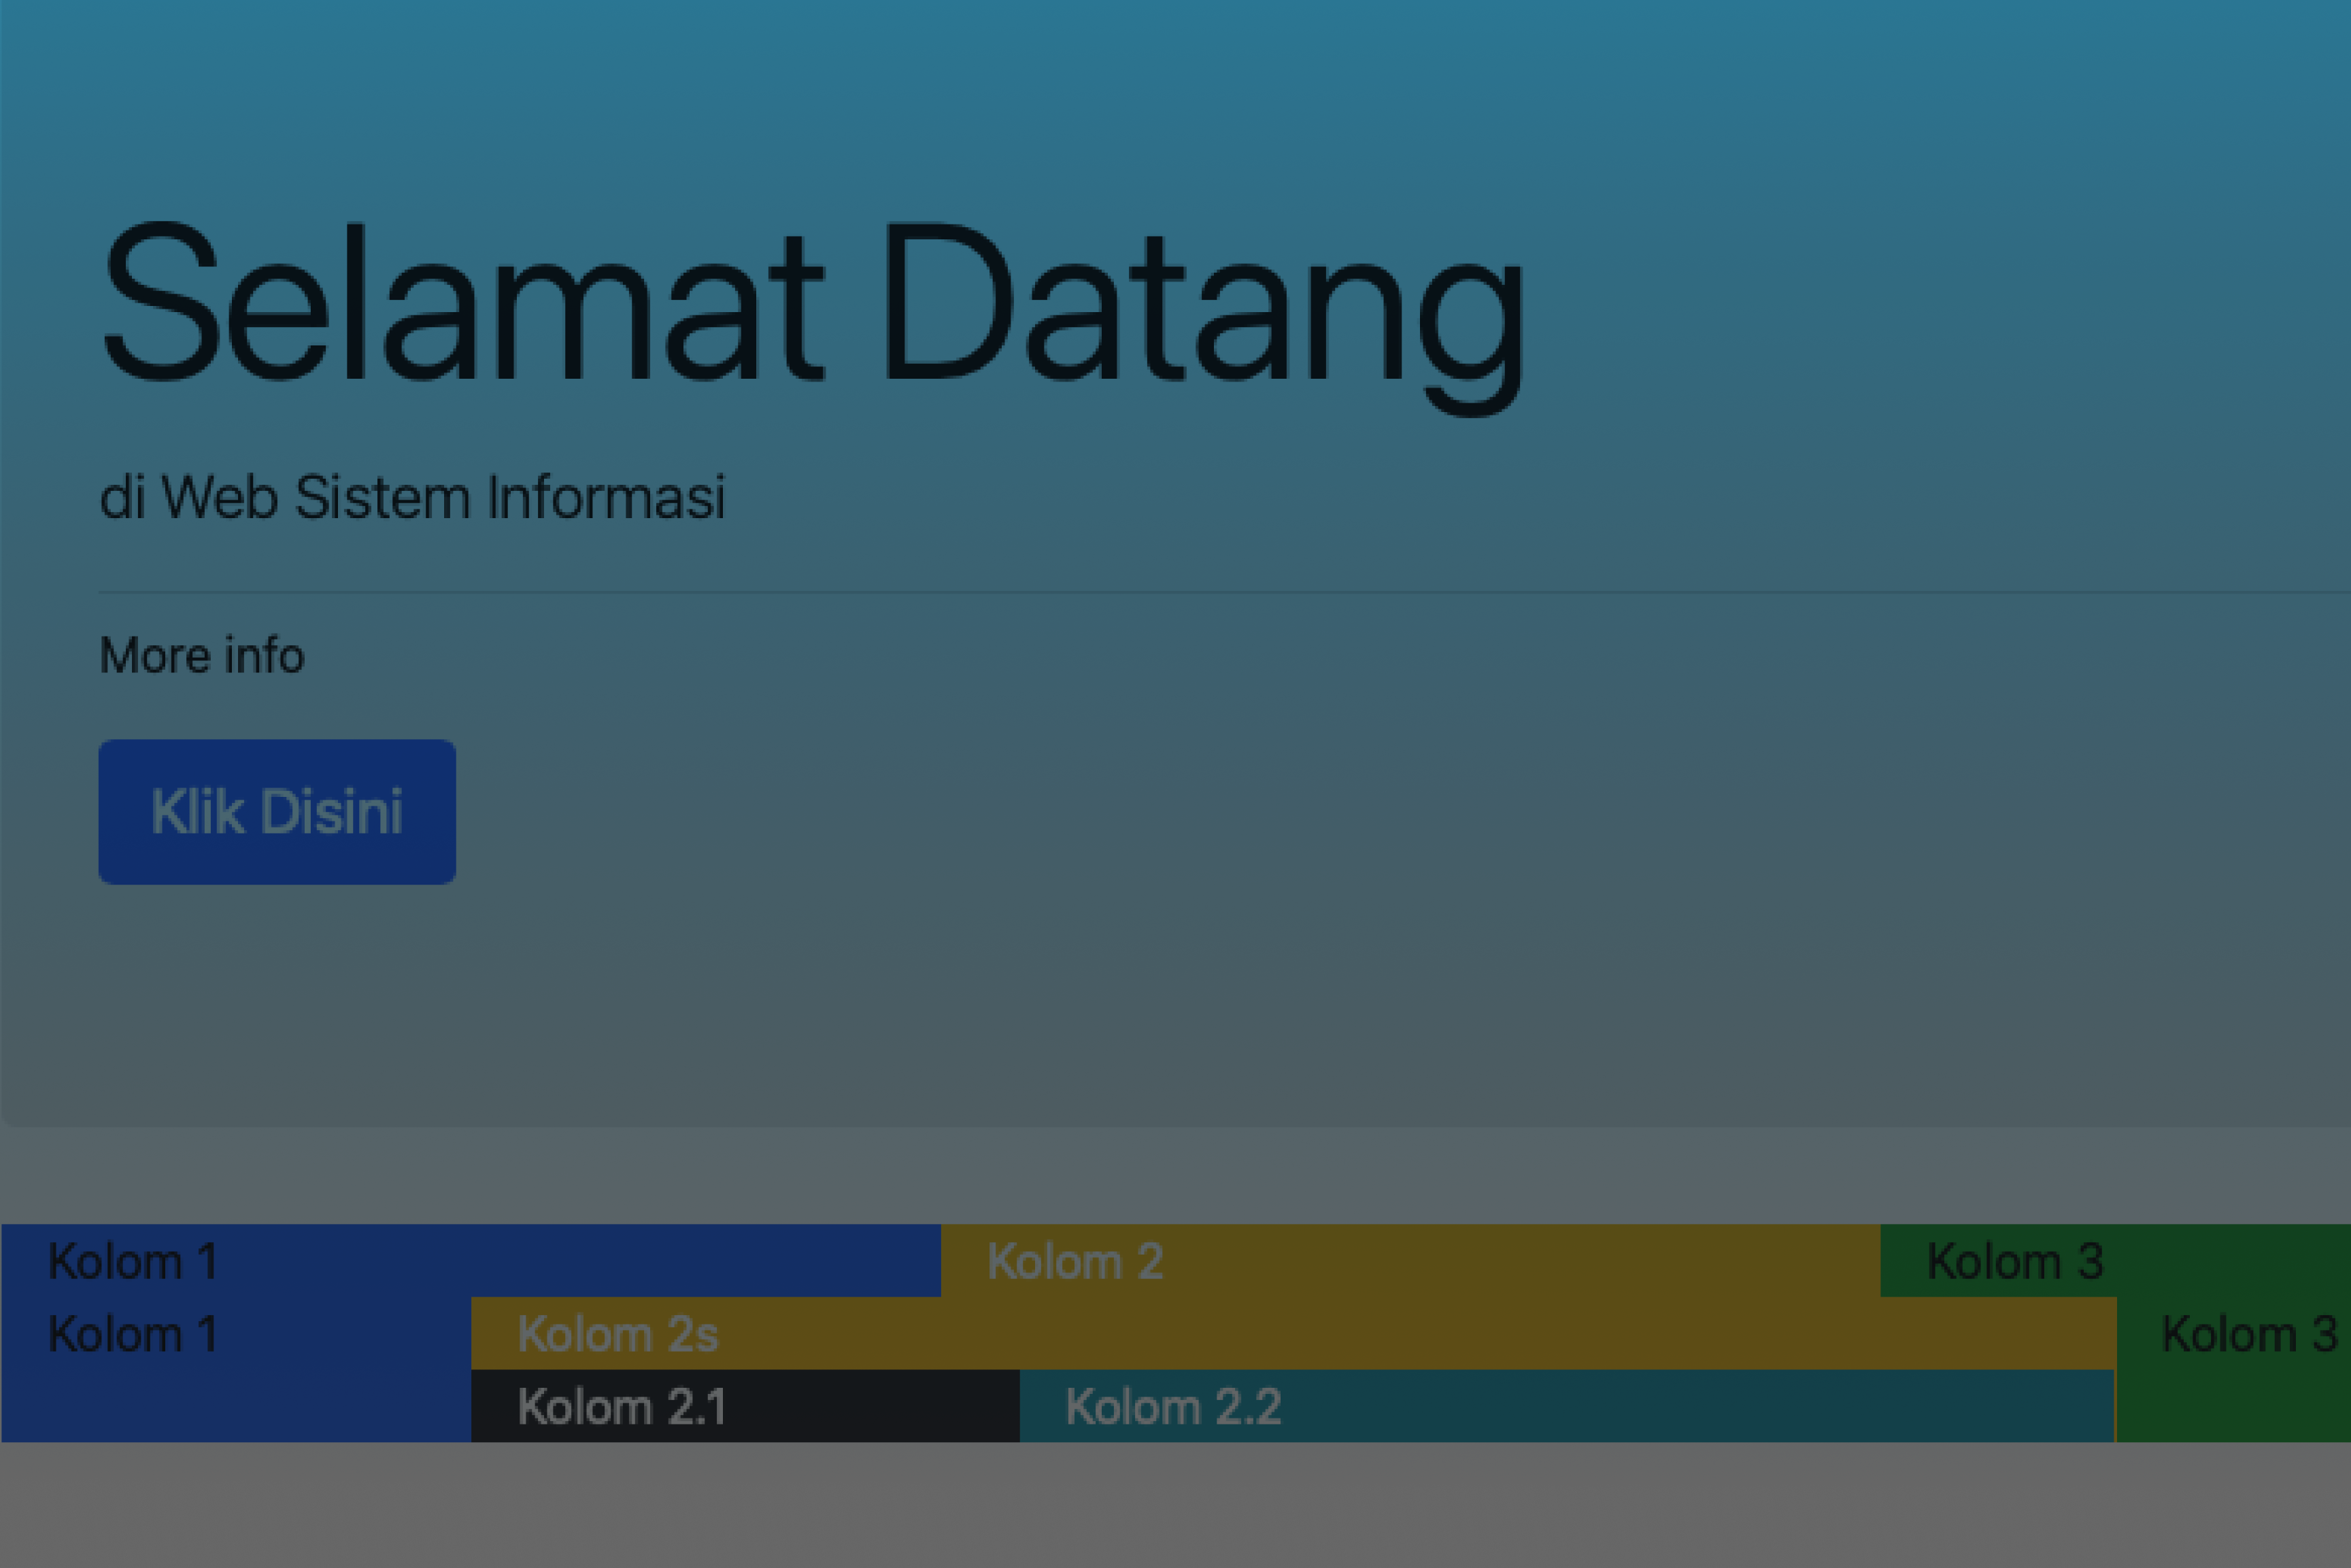 Selamat Datang
di Web Sistem Informasi
More info
Klik Disini
Kolom 1 Kolom 2 Kolom 3
Kolom 1 Kolom 2s Kolom 3
Kolom 2.1 Kolom 2.2